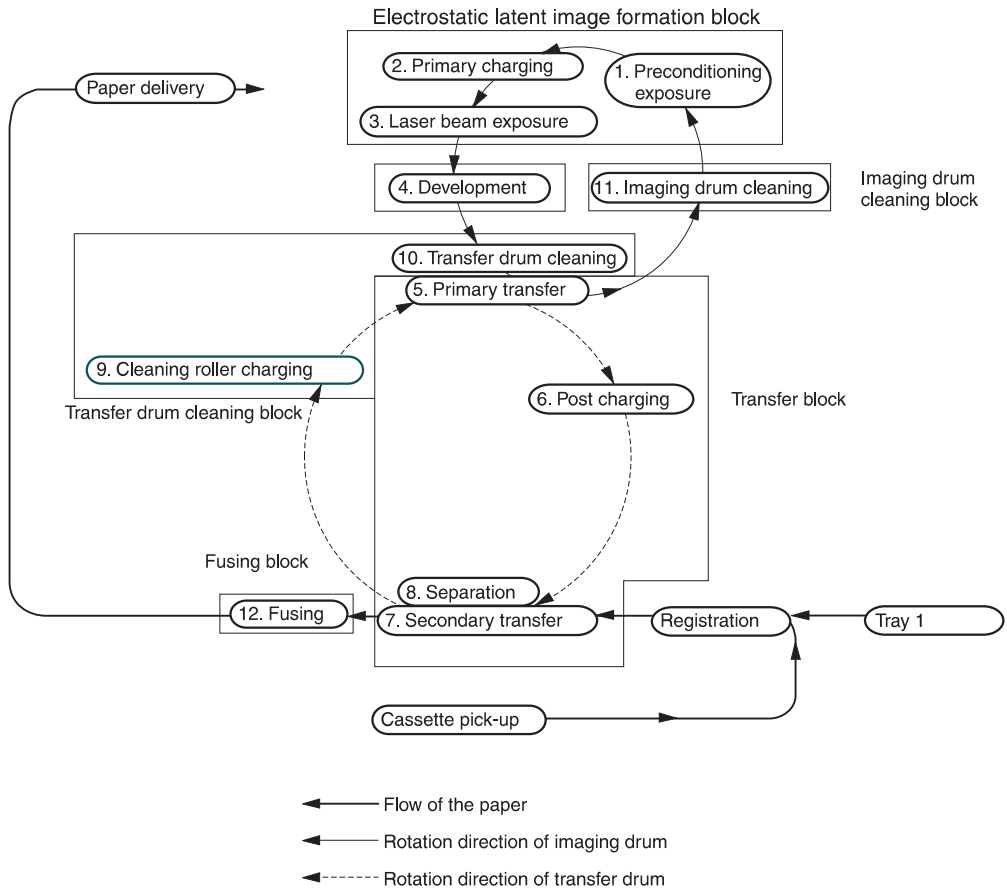 Electrostatic latent image formation block
2. Primary charging
1. Preconditioning
exposure
Paper delivery
3. Laser beam exposure
4. Development
11. Imaging drum cleaning
Imaging drum
cleaning block
10. Transfer drum cleaning
5. Primary transfer
9. Cleaning roller charging
6. Post charging
Transfer block
Transfer drum cleaning block
Fusing block
8. Separation
12. Fusing
7. Secondary transfer
Registration
Tray 1
Cassette pick-up
Flow of the paper
Rotation direction of imaging drum
Rotation direction of transfer drum